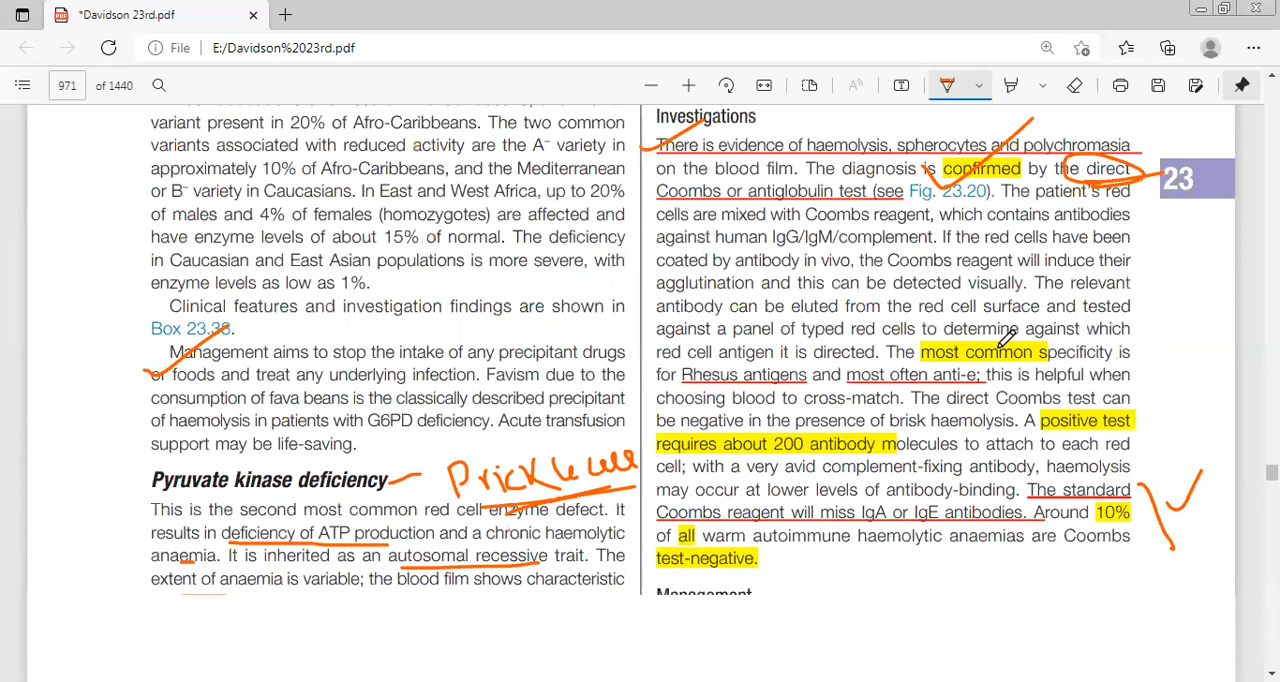 *Davidson 23rd.pdf
File E:/Davidson%2023rd.pdf
971 of 1440
variant present in 20% of Afro-Caribbeans. The two common
variants associated with reduced activity are the A⁻ variety in
approximately 10% of Afro-Caribbeans, and the Mediterranean
or B⁻ variety in Caucasians. In East and West Africa, up to 20%
of males and 4% of females (homozygotes) are affected and
have enzyme levels of about 15% of normal. The deficiency
in Caucasian and East Asian populations is more severe, with
enzyme levels as low as 1%.
Clinical features and investigation findings are shown in
Box 23.38.
Management aims to stop the intake of any precipitant drugs
or foods and treat any underlying infection. Favism due to the
consumption of fava beans is the classically described precipitant
of haemolysis in patients with G6PD deficiency. Acute transfusion
support may be life-saving.
Pyruvate kinase deficiency
Prickle cell
This is the second most common red cell enzyme defect. It
results in deficiency of ATP production and a chronic haemolytic
anaemia. It is inherited as an autosomal recessive trait. The
extent of anaemia is variable; the blood film shows characteristic
Investigations
There is evidence of haemolysis, spherocytes and polychromasia
on the blood film. The diagnosis is confirmed by the direct
Coombs or antiglobulin test (see Fig. 23.20). The patient's red
cells are mixed with Coombs reagent, which contains antibodies
against human IgG/IgM/complement. If the red cells have been
coated by antibody in vivo, the Coombs reagent will induce their
agglutination and this can be detected visually. The relevant
antibody can be eluted from the red cell surface and tested
against a panel of typed red cells to determine against which
red cell antigen it is directed. The most common specificity is
for Rhesus antigens and most often anti-e; this is helpful when
choosing blood to cross-match. The direct Coombs test can
be negative in the presence of brisk haemolysis. A positive test
requires about 200 antibody molecules to attach to each red
cell; with a very avid complement-fixing antibody, haemolysis
may occur at lower levels of antibody-binding. The standard
Coombs reagent will miss IgA or IgE antibodies. Around 10%
of all warm autoimmune haemolytic anaemias are Coombs
test-negative.
Management
23